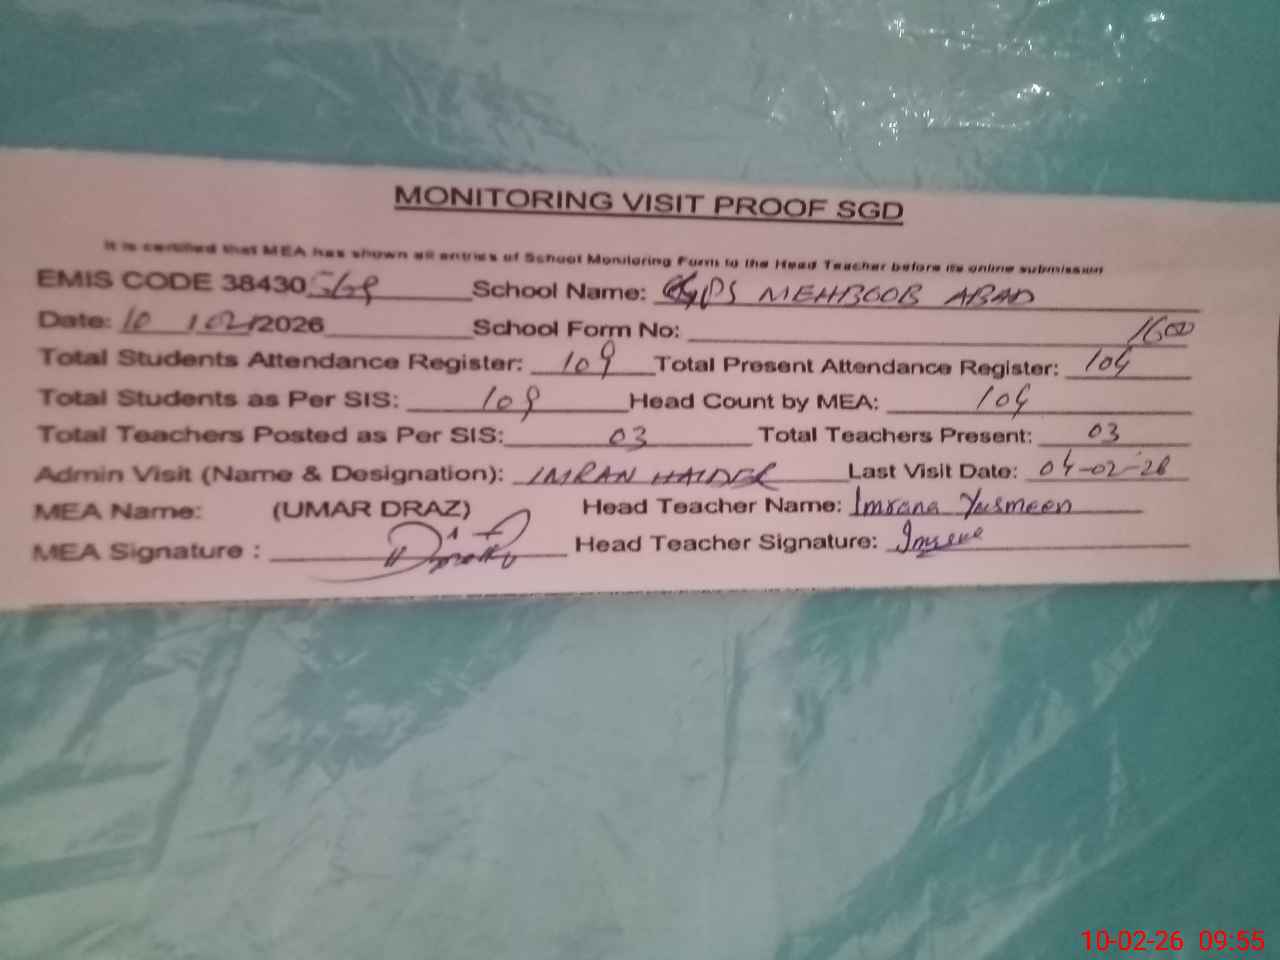 MONITORING VISIT PROOF SGD
It is certified that MEA has shown all entries of School Monitoring Form to the Head Teacher before its online submission
EMIS CODE 38430 School Name: GPS MEHBOOB ABAD
Date: 10/02/2026 School Form No: 1600
Total Students Attendance Register: 109 Total Present Attendance Register: 104
Total Students as Per SIS: 109 Head Count by MEA: 104
Total Teachers Posted as Per SIS: 03 Total Teachers Present: 03
Admin Visit (Name & Designation): IMRAN HAIDER Last Visit Date: 04-02-26
MEA Name: (UMAR DRAZ) Head Teacher Name: Imrana Yasmeen
MEA Signature : Head Teacher Signature:
10-02-26 09:55